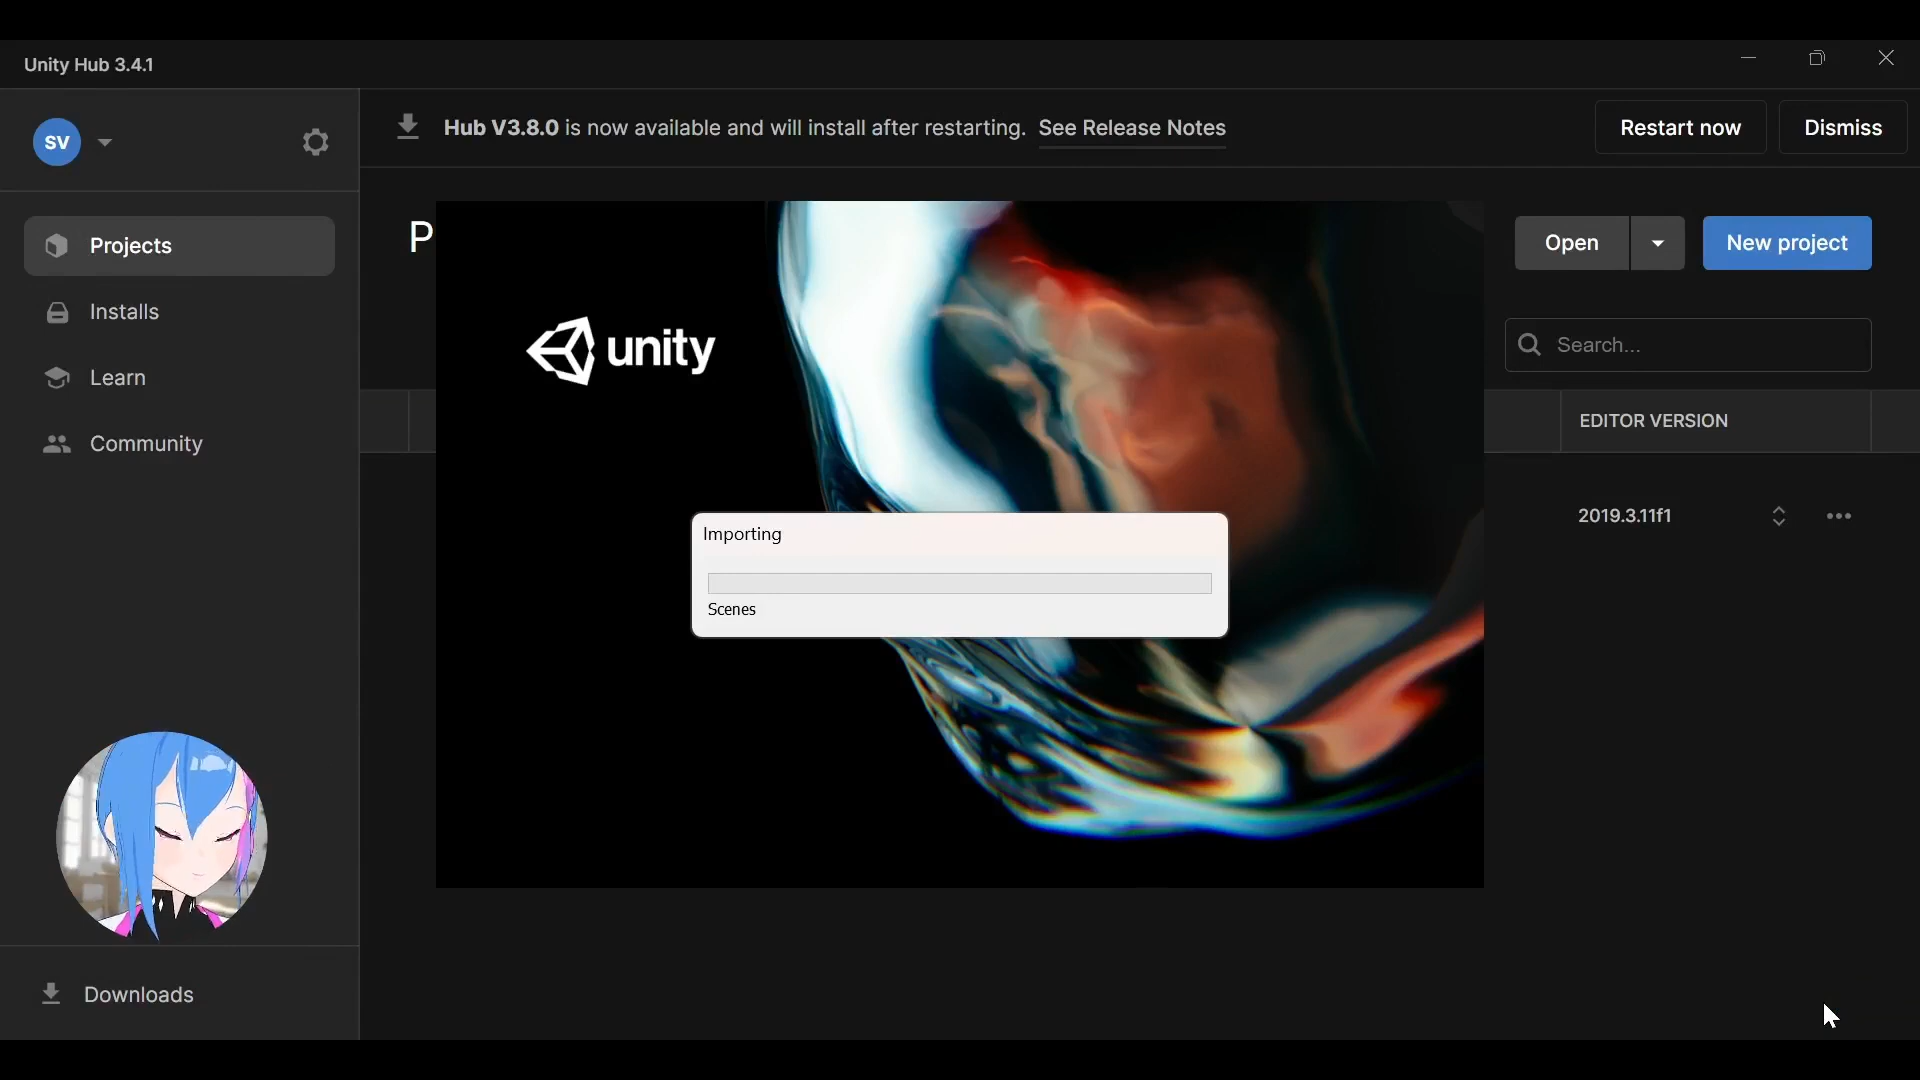 Unity Hub 3.4.1
SV
Hub V3.8.0 is now available and will install after restarting. See Release Notes
Restart now
Dismiss
Projects
Installs
Learn
Community
Downloads
P
Open
New project
Search...
EDITOR VERSION
2019.3.11f1
unity
Importing
Scenes